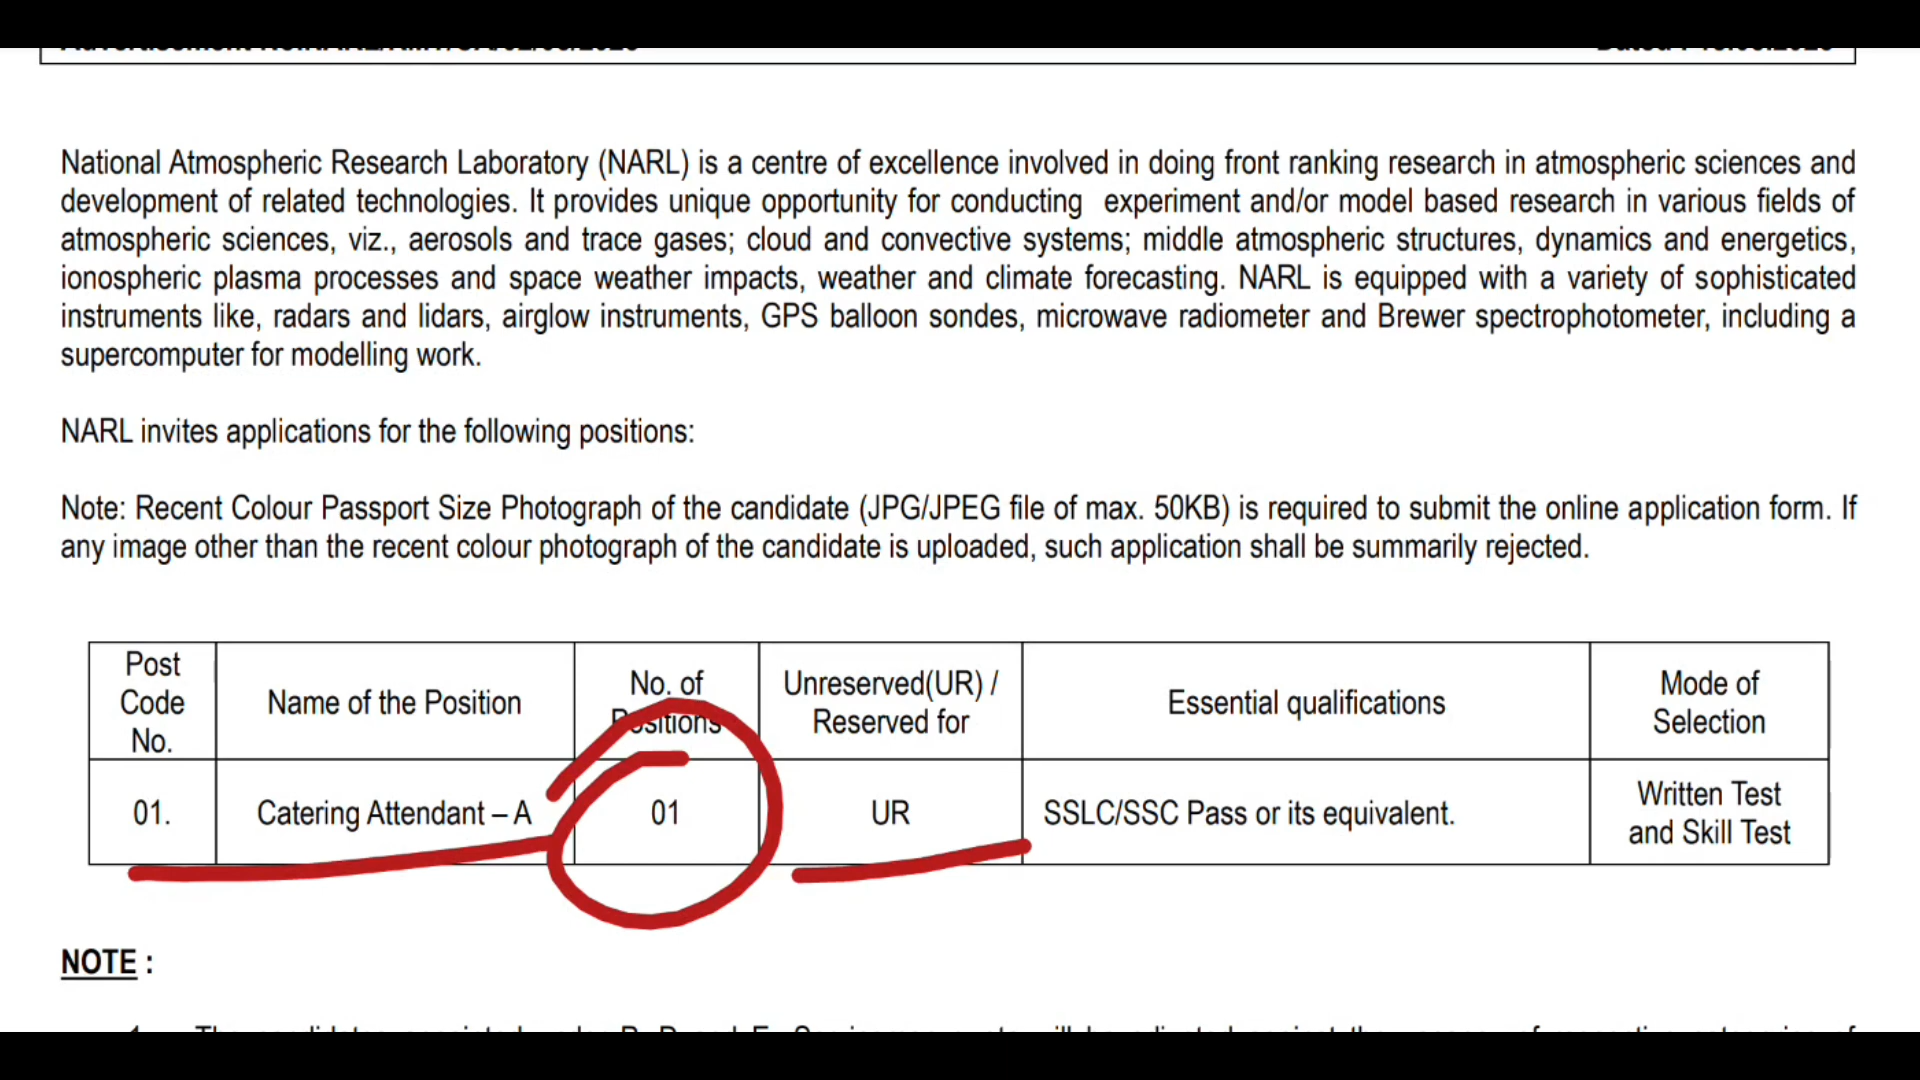 National Atmospheric Research Laboratory (NARL) is a centre of excellence involved in doing front ranking research in atmospheric sciences and
development of related technologies. It provides unique opportunity for conducting experiment and/or model based research in various fields of
atmospheric sciences, viz., aerosols and trace gases; cloud and convective systems; middle atmospheric structures, dynamics and energetics,
ionospheric plasma processes and space weather impacts, weather and climate forecasting. NARL is equipped with a variety of sophisticated
instruments like, radars and lidars, airglow instruments, GPS balloon sondes, microwave radiometer and Brewer spectrophotometer, including a
supercomputer for modelling work.
NARL invites applications for the following positions:
Note: Recent Colour Passport Size Photograph of the candidate (JPG/JPEG file of max. 50KB) is required to submit the online application form. If
any image other than the recent colour photograph of the candidate is uploaded, such application shall be summarily rejected.
Post
Code
No.
Name of the Position
No. of
Positions
Unreserved(UR) /
Reserved for
Essential qualifications
Mode of
Selection
01.
Catering Attendant – A
01
UR
SSLC/SSC Pass or its equivalent.
Written Test
and Skill Test
NOTE :